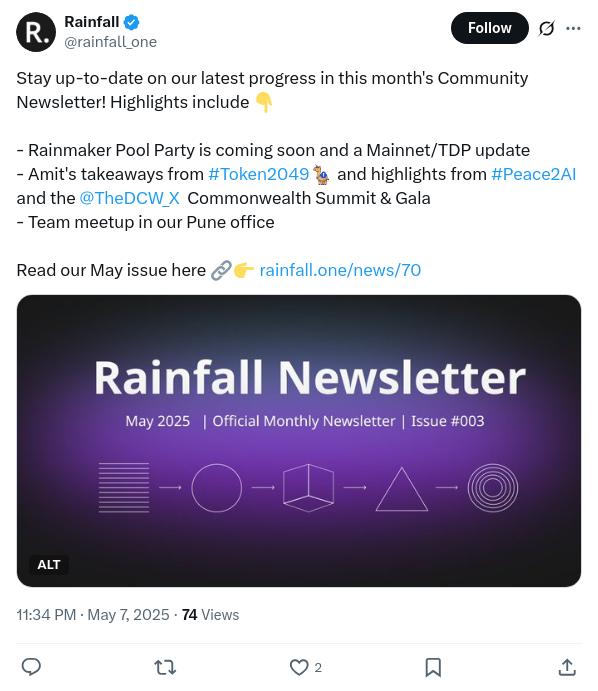 R.
Rainfall
@rainfall_one
Follow
Stay up-to-date on our latest progress in this month's Community
Newsletter! Highlights include 👇
- Rainmaker Pool Party is coming soon and a Mainnet/TDP update
- Amit's takeaways from #Token2049 and highlights from #Peace2AI
and the @TheDCW_X Commonwealth Summit & Gala
- Team meetup in our Pune office
Read our May issue here 🔗👉 rainfall.one/news/70
Rainfall Newsletter
May 2025 | Official Monthly Newsletter | Issue #003
ALT
11:34 PM · May 7, 2025 · 74 Views
2